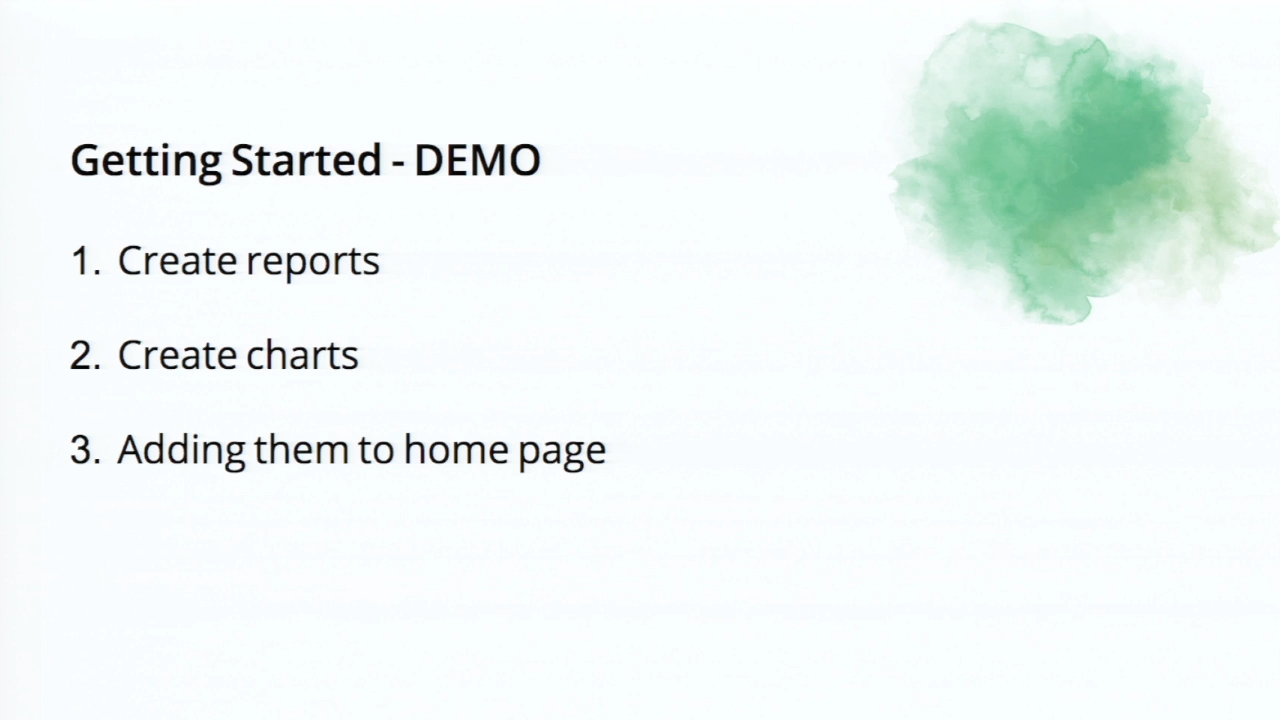 Getting Started - DEMO
1. Create reports
2. Create charts
3. Adding them to home page